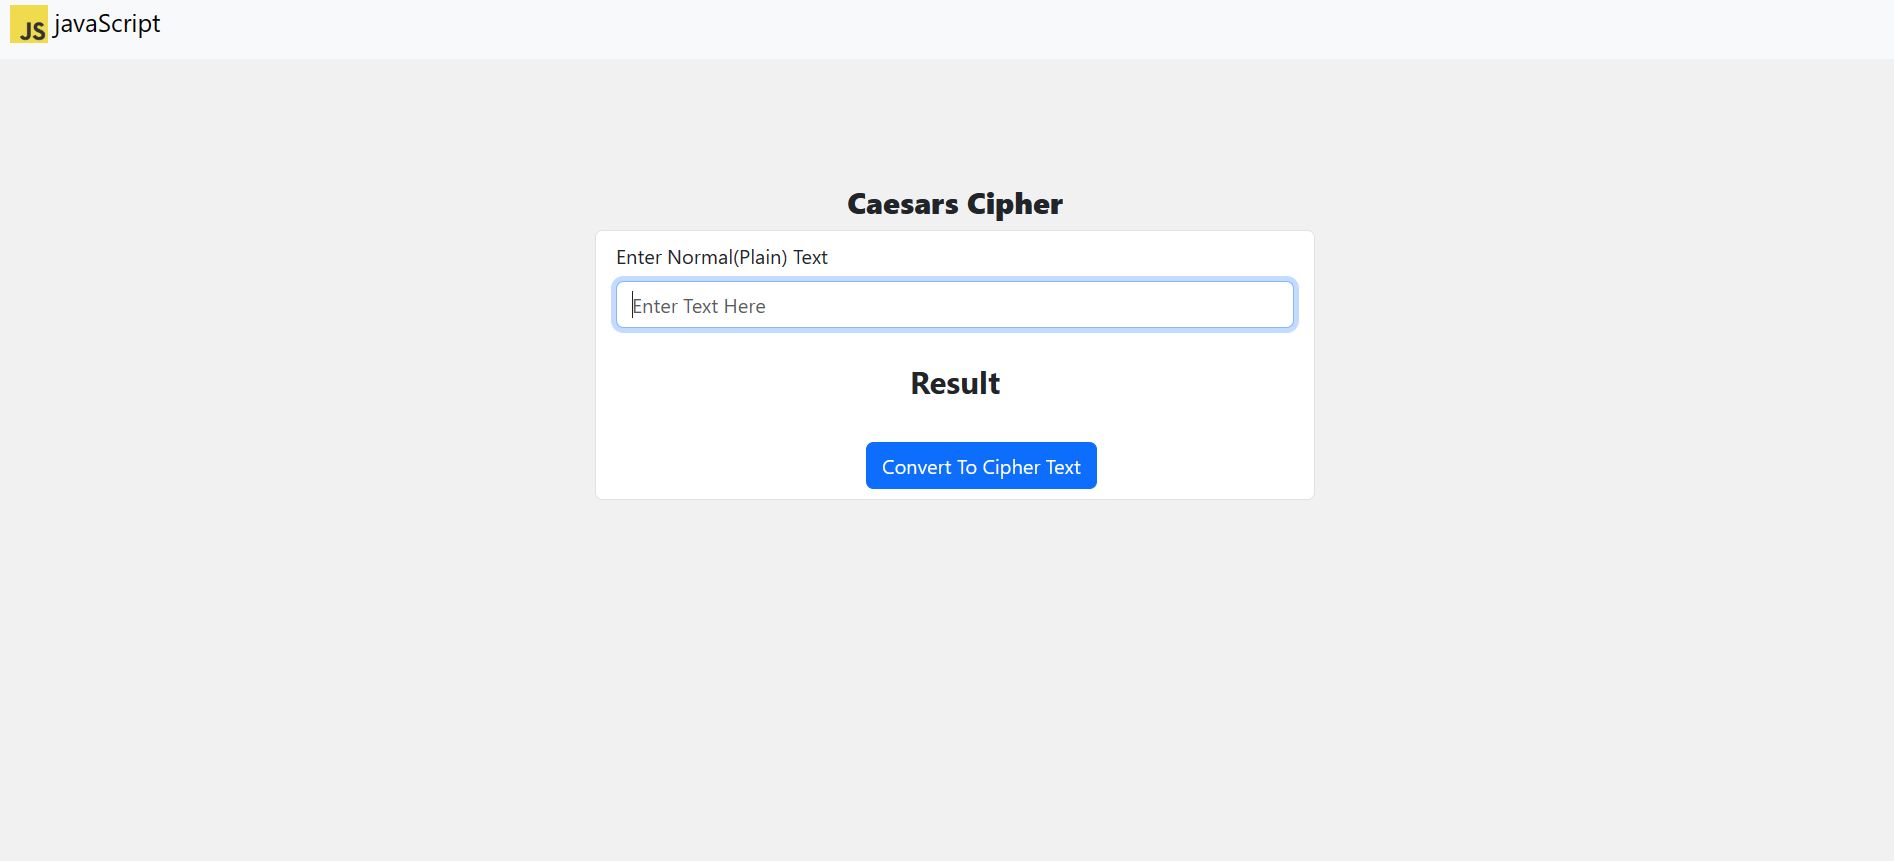 JS javaScript
Caesars Cipher
Enter Normal(Plain) Text
Enter Text Here
Result
Convert To Cipher Text